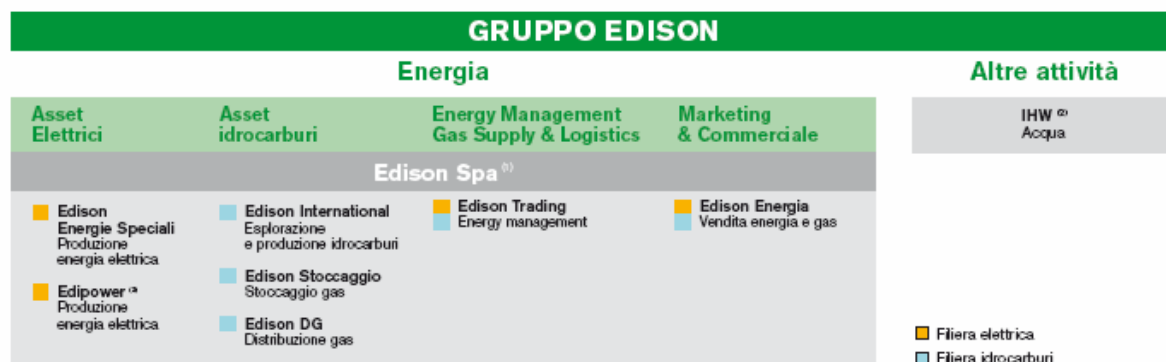 GRUPPO EDISON
Energia
Altre attività
Asset
Elettrici
Asset
idrocarburi
Energy Management
Gas Supply & Logistics
Marketing
& Commerciale
IHW (2)
Acqua
Edison Spa (1)
Edison
Energie Speciali
Produzione
energia elettrica
Edipower
Produzione
energia elettrica
Edison International
Esplorazione
e produzione idrocarburi
Edison Stoccaggio
Stoccaggio gas
Edison DG
Distribuzione gas
Edison Trading
Energy management
Edison Energia
Vendita energia e gas
Filiera elettrica
Filiera idrocarburi